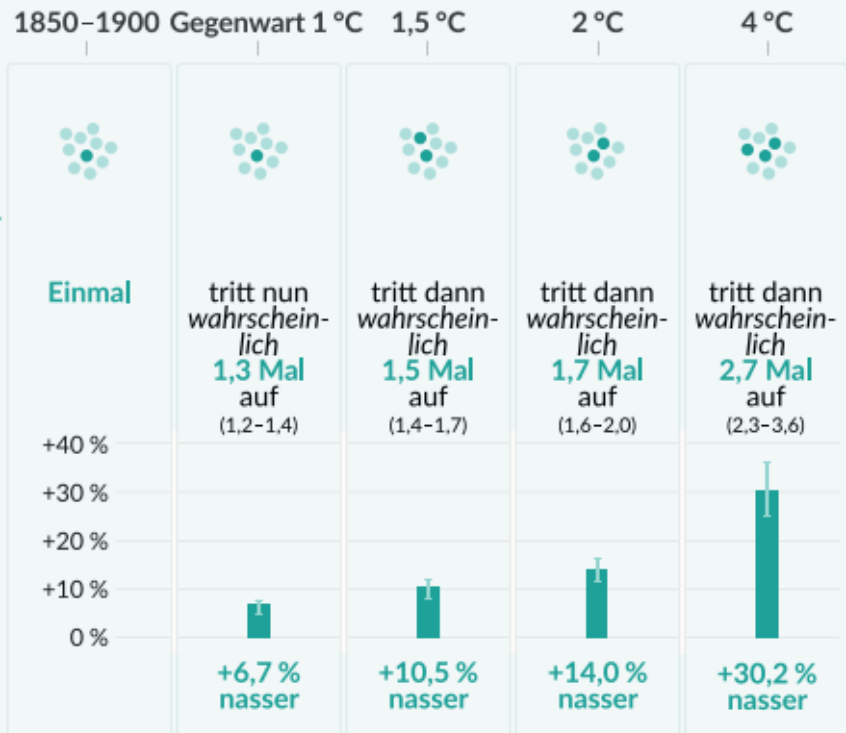 1850–1900 Gegenwart 1 °C 1,5 °C 2 °C 4 °C
Einmal
tritt nun
wahrschein-
lich
1,3 Mal
auf
(1,2–1,4)
tritt dann
wahrschein-
lich
1,5 Mal
auf
(1,4–1,7)
tritt dann
wahrschein-
lich
1,7 Mal
auf
(1,6–2,0)
tritt dann
wahrschein-
lich
2,7 Mal
auf
(2,3–3,6)
+40 %
+30 %
+20 %
+10 %
0 %
+6,7 %
nasser
+10,5 %
nasser
+14,0 %
nasser
+30,2 %
nasser